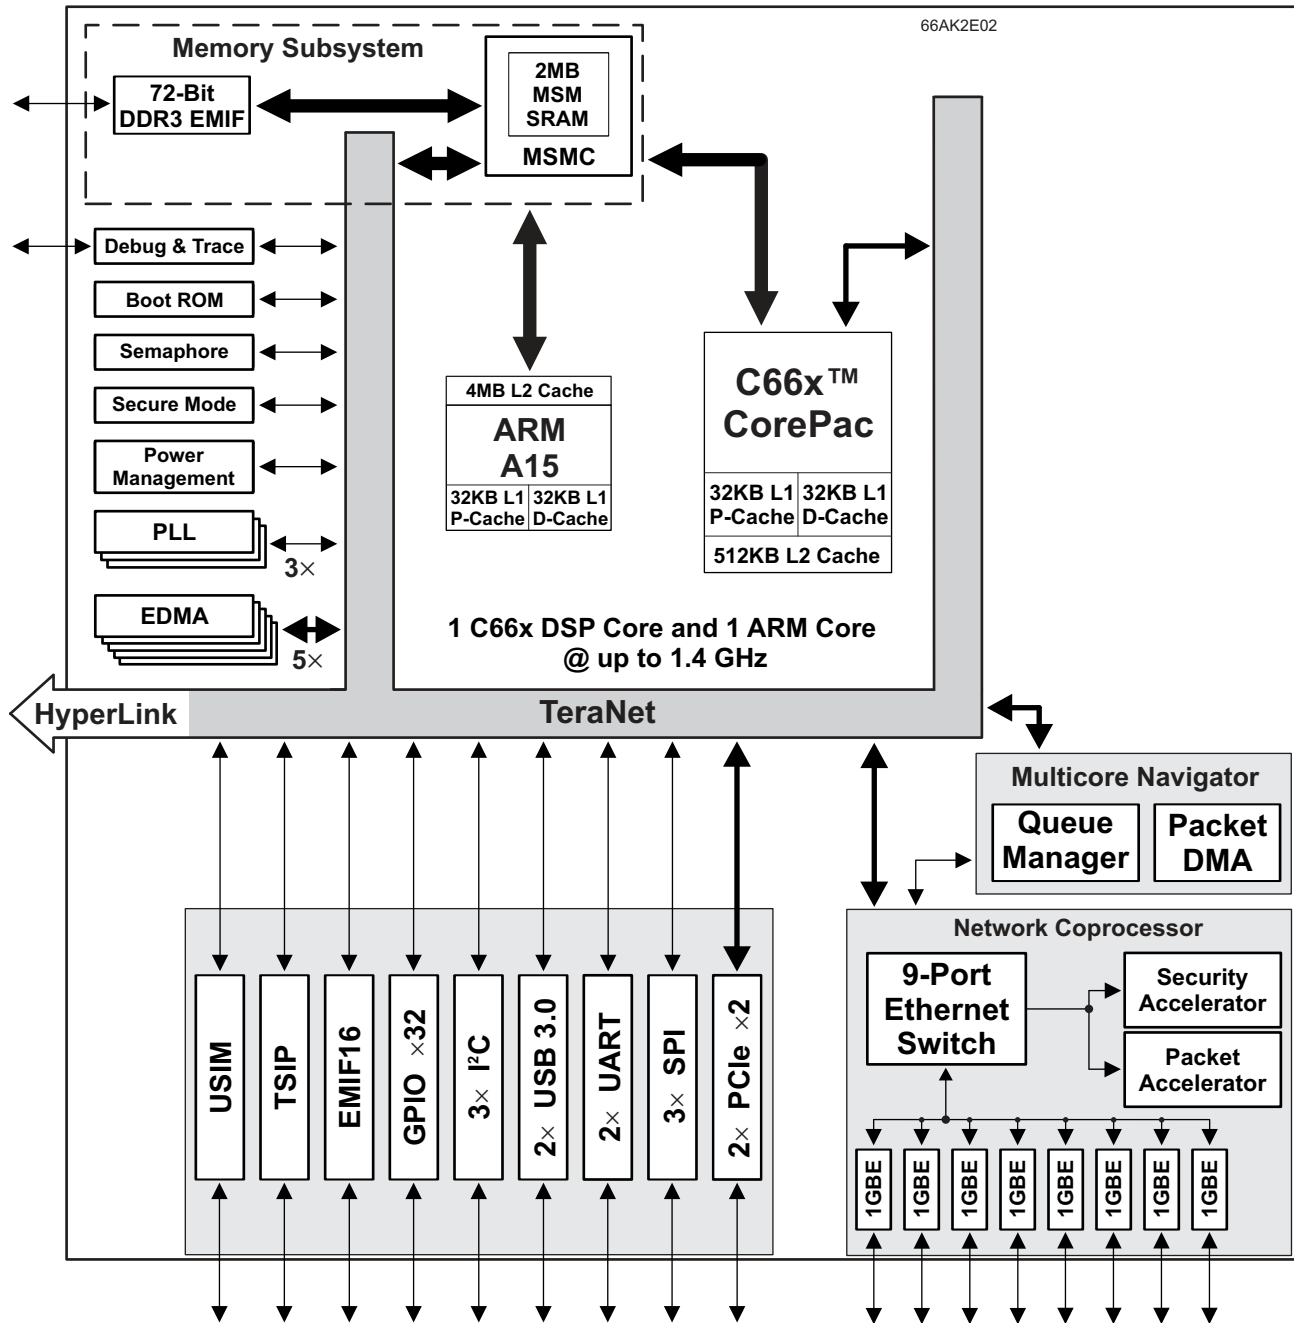 66AK2E02
Memory Subsystem
72-Bit
DDR3 EMIF
2MB
MSM
SRAM
MSMC
Debug & Trace
Boot ROM
Semaphore
Secure Mode
Power
Management
PLL
3×
EDMA
5×
4MB L2 Cache
ARM
A15
32KB L1
P-Cache
32KB L1
D-Cache
C66x™
CorePac
32KB L1
P-Cache
32KB L1
D-Cache
512KB L2 Cache
1 C66x DSP Core and 1 ARM Core
@ up to 1.4 GHz
HyperLink
TeraNet
Multicore Navigator
Queue
Manager
Packet
DMA
USIM
TSIP
EMIF16
GPIO ×32
3× I²C
2× USB 3.0
2× UART
3× SPI
2× PCIe ×2
Network Coprocessor
9-Port
Ethernet
Switch
Security
Accelerator
Packet
Accelerator
1GBE
1GBE
1GBE
1GBE
1GBE
1GBE
1GBE
1GBE